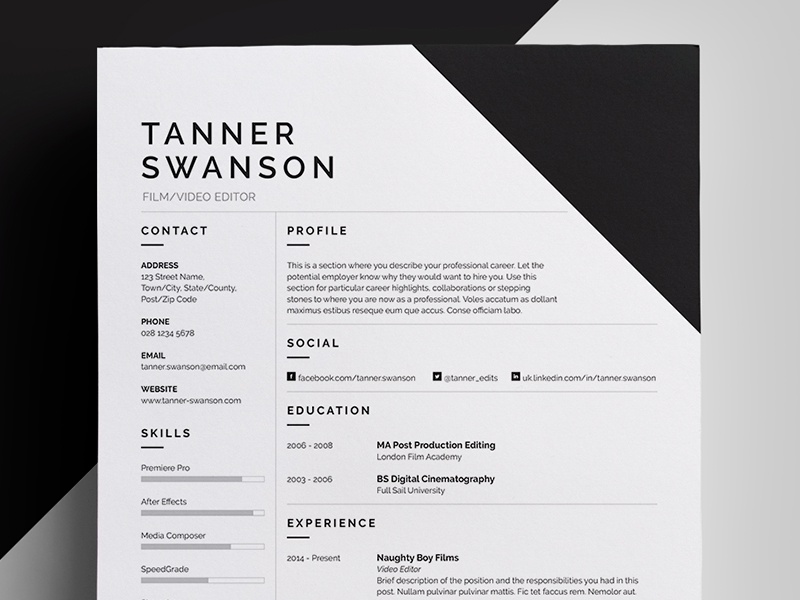 TANNER
SWANSON
FILM/VIDEO EDITOR
CONTACT
ADDRESS
123 Street Name,
Town/City, State/County,
Post/Zip Code
PHONE
028 1234 5678
EMAIL
tanner.swanson@email.com
WEBSITE
www.tanner-swanson.com
SKILLS
Premiere Pro
After Effects
Media Composer
SpeedGrade
PROFILE
This is a section where you describe your professional career. Let the
potential employer know why they would want to hire you. Use this
section for particular career highlights, collaborations or stepping
stones to where you are now as a professional. Voles accatum as dollant
maximus estibus reseque eum que accus. Conse officiam labo.
SOCIAL
facebook.com/tanner.swanson
@tanner_edits
uk.linkedin.com/in/tanner.swanson
EDUCATION
2006 - 2008
MA Post Production Editing
London Film Academy
2003 - 2006
BS Digital Cinematography
Full Sail University
EXPERIENCE
2014 - Present
Naughty Boy Films
Video Editor
Brief description of the position and the responsibilities you had in this
post. Nullam pulvinar pulvinar mattis. Fic tet faccus rem. Nemolor aut.